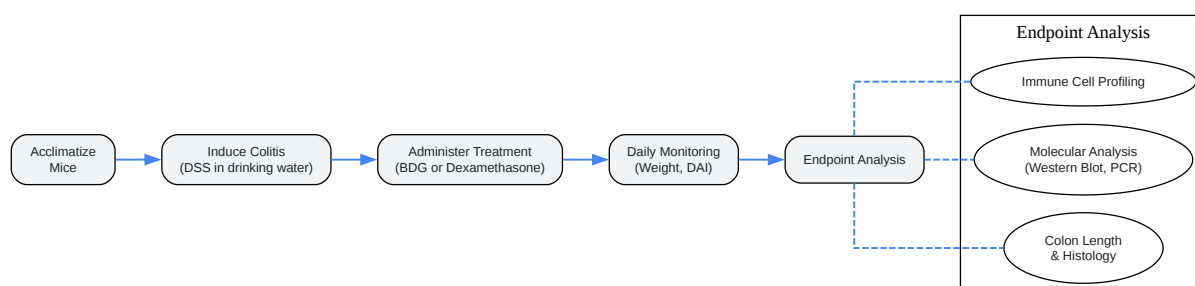 Acclimatize
Mice
Induce Colitis
(DSS in drinking water)
Administer Treatment
(BDG or Dexamethasone)
Daily Monitoring
(Weight, DAI)
Endpoint Analysis
Endpoint Analysis
Immune Cell Profiling
Molecular Analysis
(Western Blot, PCR)
Colon Length
& Histology